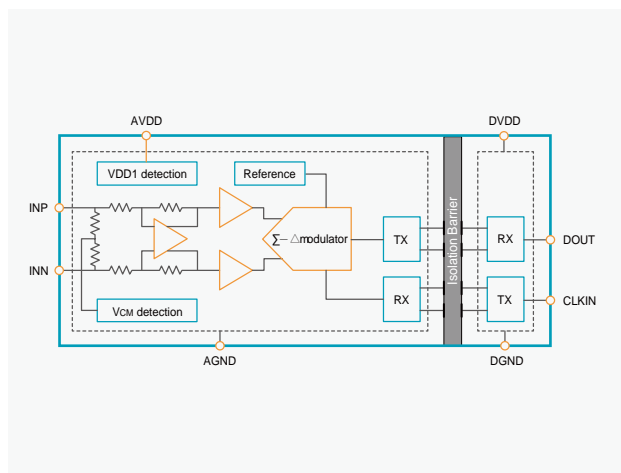 AVDD
DVDD
VDD1 detection
Reference
INP
INN
∑－△modulator
TX
RX
Isolation Barrier
RX
TX
DOUT
CLKIN
VCM detection
AGND
DGND